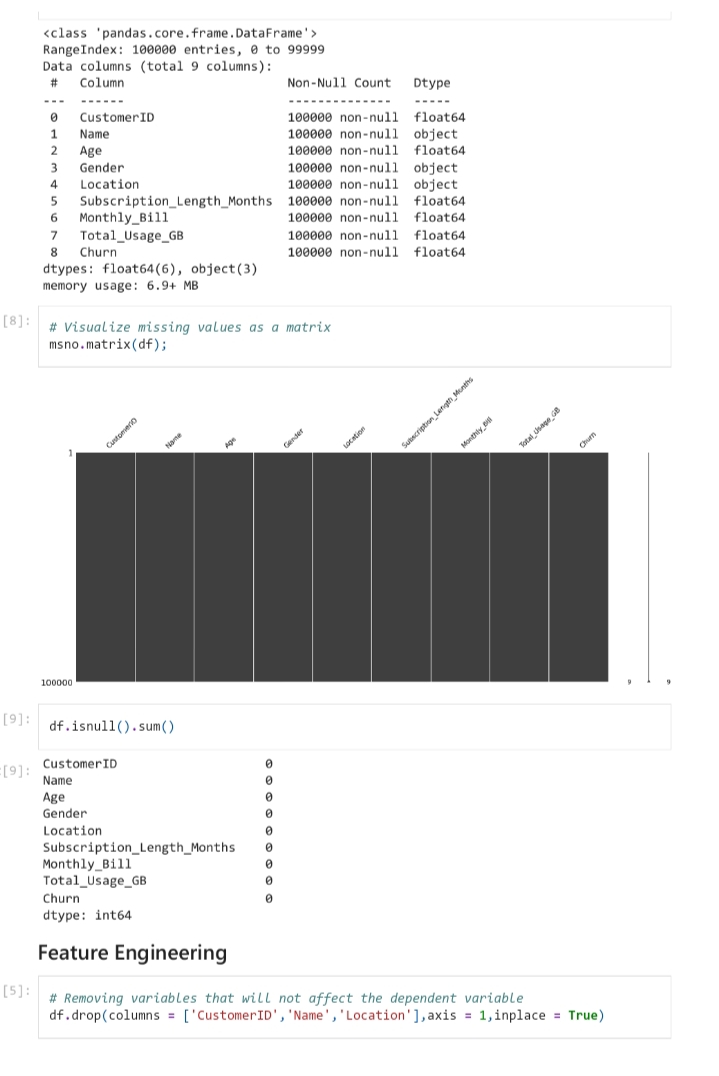 <class 'pandas.core.frame.DataFrame'>
RangeIndex: 100000 entries, 0 to 99999
Data columns (total 9 columns):
#   Column                      Non-Null Count   Dtype
---  ------                      --------------   -----
0   CustomerID                  100000 non-null  float64
1   Name                        100000 non-null  object
2   Age                         100000 non-null  float64
3   Gender                      100000 non-null  object
4   Location                    100000 non-null  object
5   Subscription_Length_Months  100000 non-null  float64
6   Monthly_Bill                100000 non-null  float64
7   Total_Usage_GB              100000 non-null  float64
8   Churn                       100000 non-null  float64
dtypes: float64(6), object(3)
memory usage: 6.9+ MB
[8]:
# Visualize missing values as a matrix
msno.matrix(df);
CustomerID Name Age Gender Location Subscription_Length_Months Monthly_Bill Total_Usage_GB Churn
1
100000
9 9
[9]:
df.isnull().sum()
[9]:
CustomerID                    0
Name                          0
Age                           0
Gender                        0
Location                      0
Subscription_Length_Months    0
Monthly_Bill                  0
Total_Usage_GB                0
Churn                         0
dtype: int64
Feature Engineering
[5]:
# Removing variables that will not affect the dependent variable
df.drop(columns = ['CustomerID','Name','Location'],axis = 1,inplace = True)